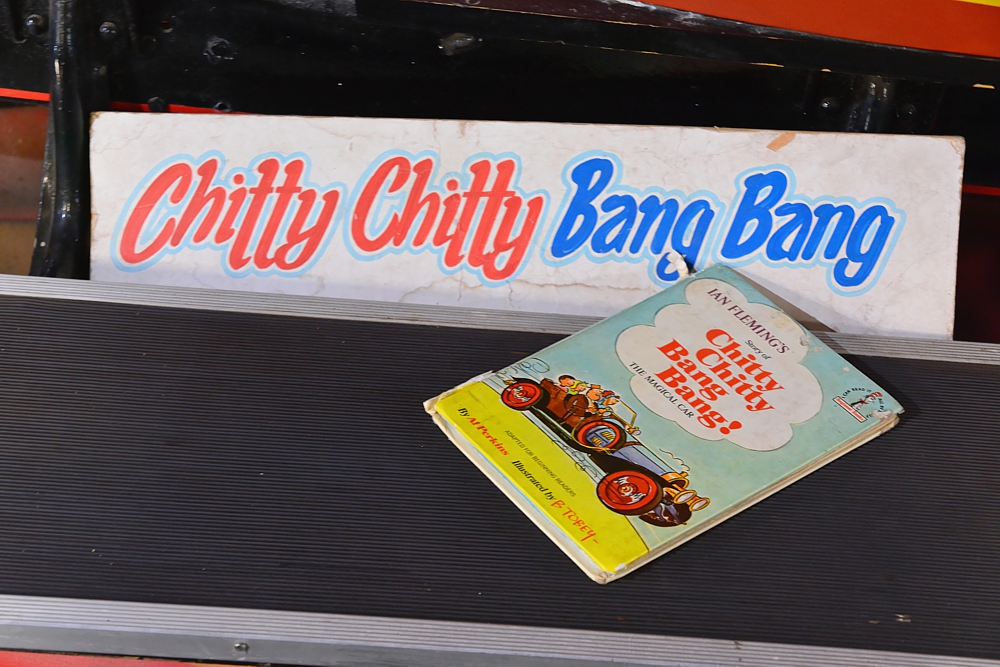 Chitty Chitty Bang Bang
IAN FLEMING'S
Story of
Chitty
Chitty
Bang
Bang!
THE MAGICAL CAR
By Al Perkins
ADAPTED FOR BEGINNING READERS
Illustrated by B. TOBEY